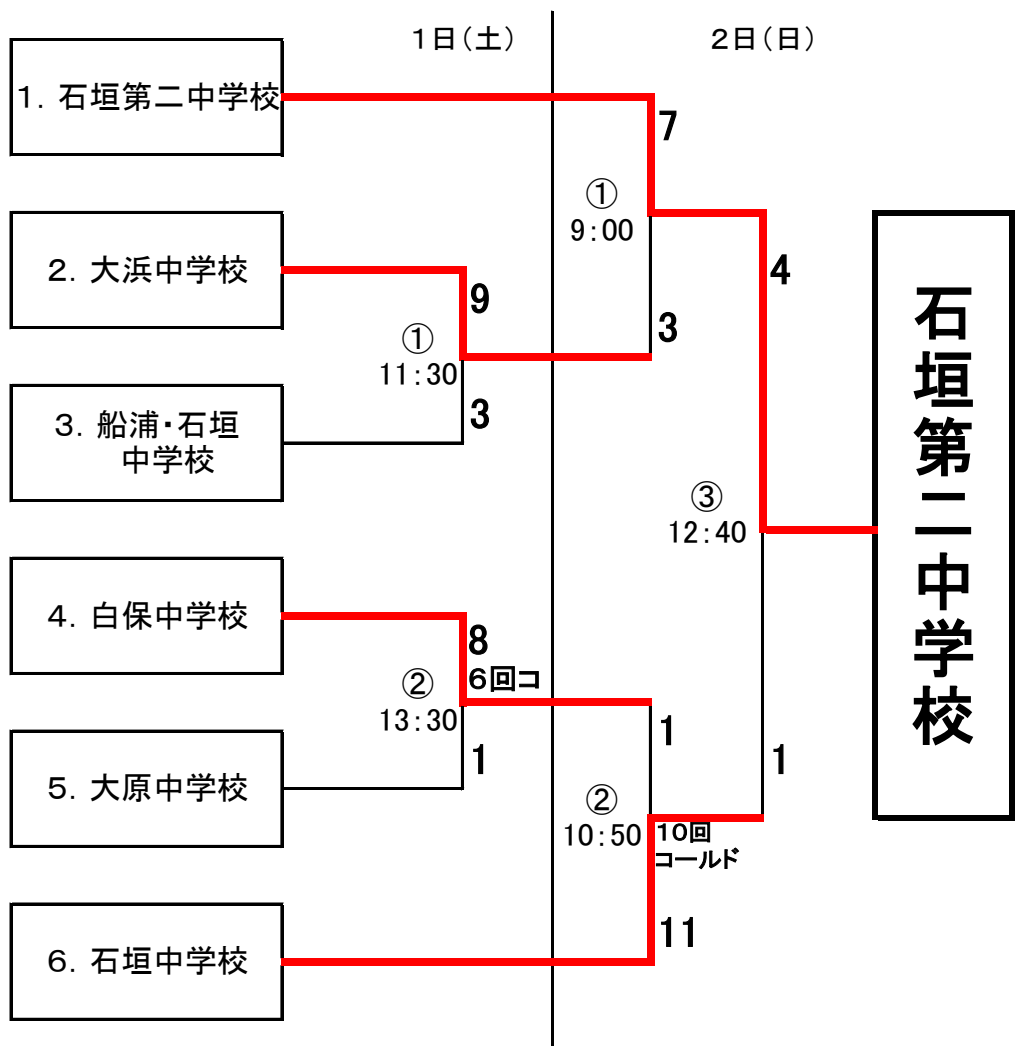 1日(土)
2日(日)
1．石垣第二中学校
7
①
9：00
2．大浜中学校
9
4
3
①
11：30
3．船浦・石垣
中学校
3
③
12：40
石垣第二中学校
4．白保中学校
8
6回コ
②
13：30
1
1
1
5．大原中学校
②
10：50
10回
コールド
11
6．石垣中学校